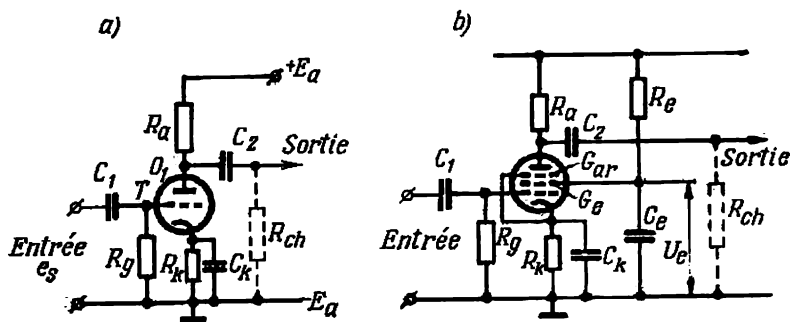 a)
+Ea
Ra
C2
Sortie
O1
C1
T
Rch
Entrée
es
Rg
Rk
Ck
-Ea
b)
Ra
Re
C2
Sortie
Gar
C1
Ge
Entrée
Rg
Rk
Ck
Ce
Ue
Rch